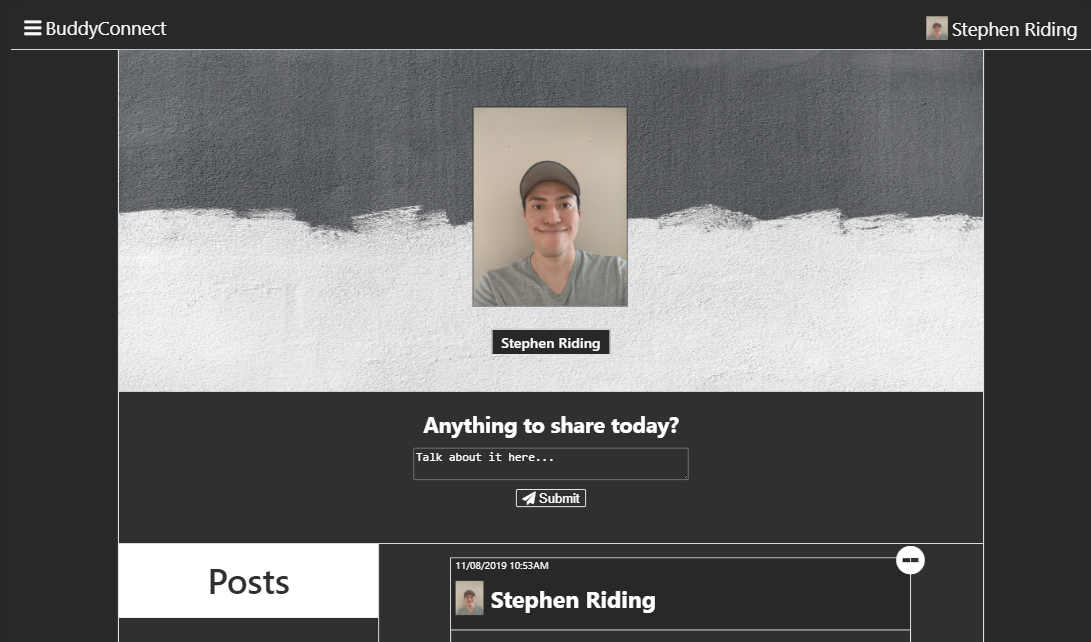 BuddyConnect
Stephen Riding
Stephen Riding
Anything to share today?
Talk about it here...
Submit
Posts
11/08/2019 10:53AM
Stephen Riding